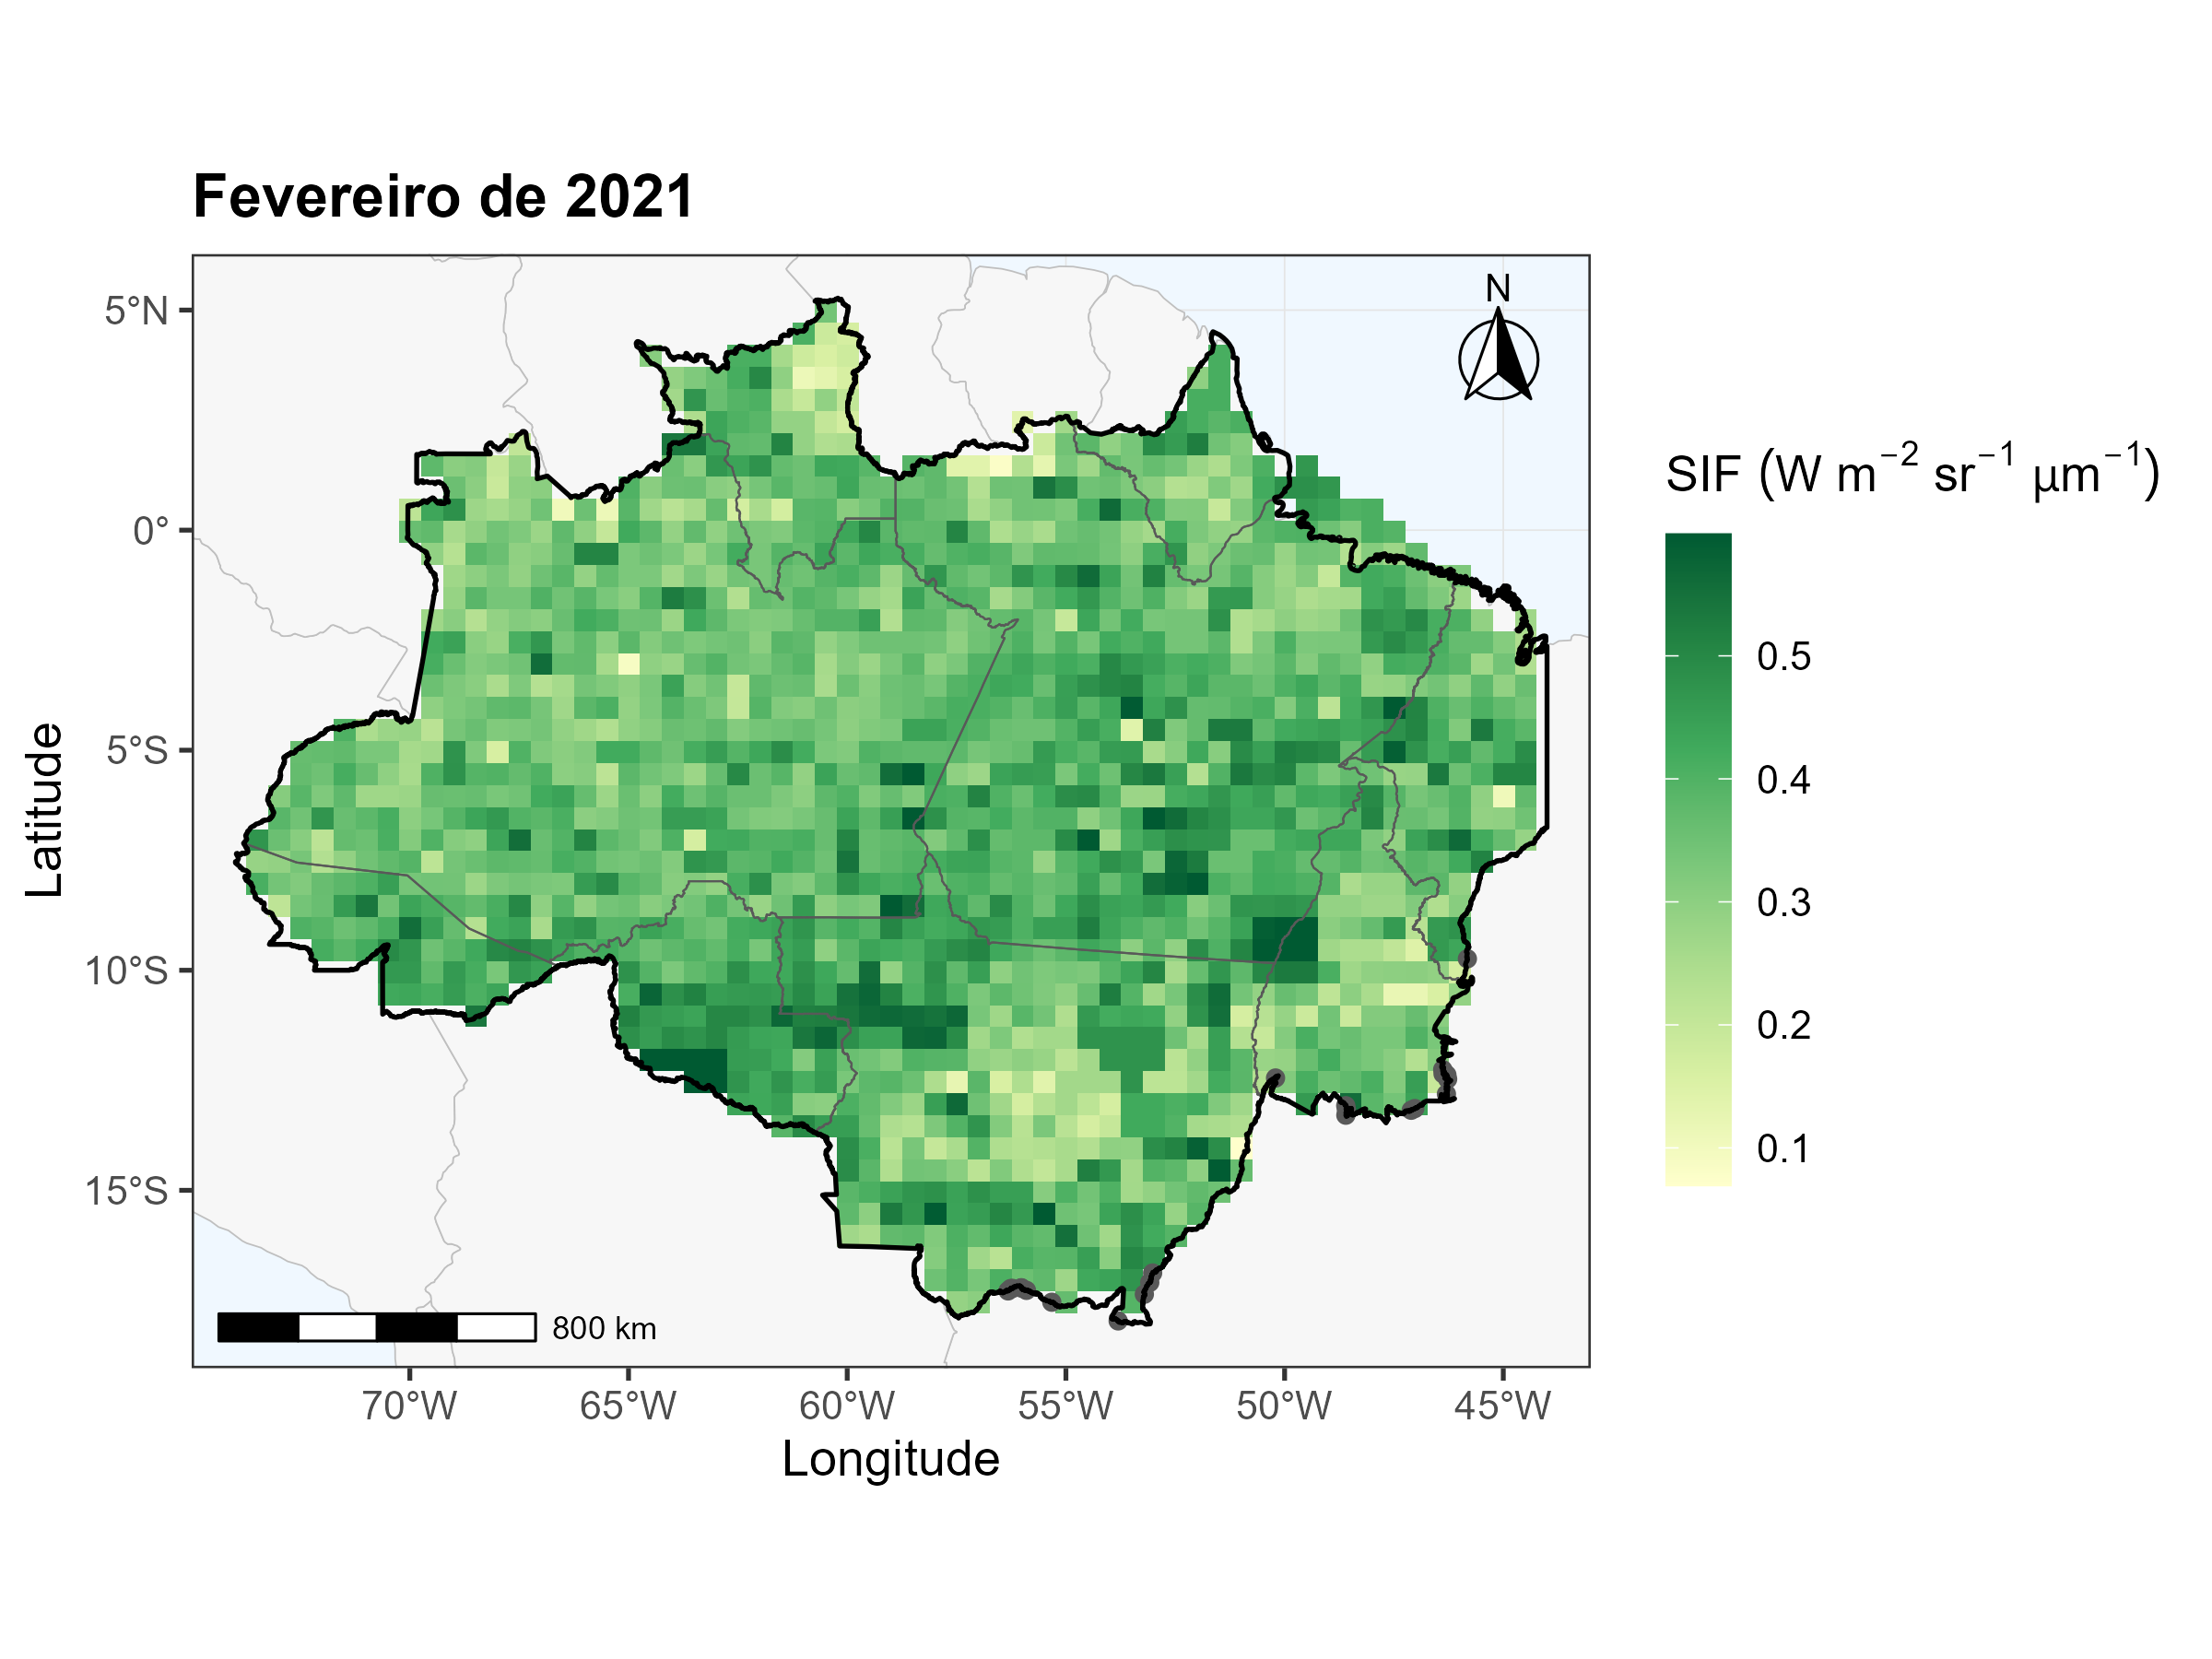 Fevereiro de 2021
N
5°N
0°
5°S
10°S
15°S
Latitude
70°W 65°W 60°W 55°W 50°W 45°W
Longitude
800 km
SIF (W m⁻² sr⁻¹ µm⁻¹)
0.5
0.4
0.3
0.2
0.1